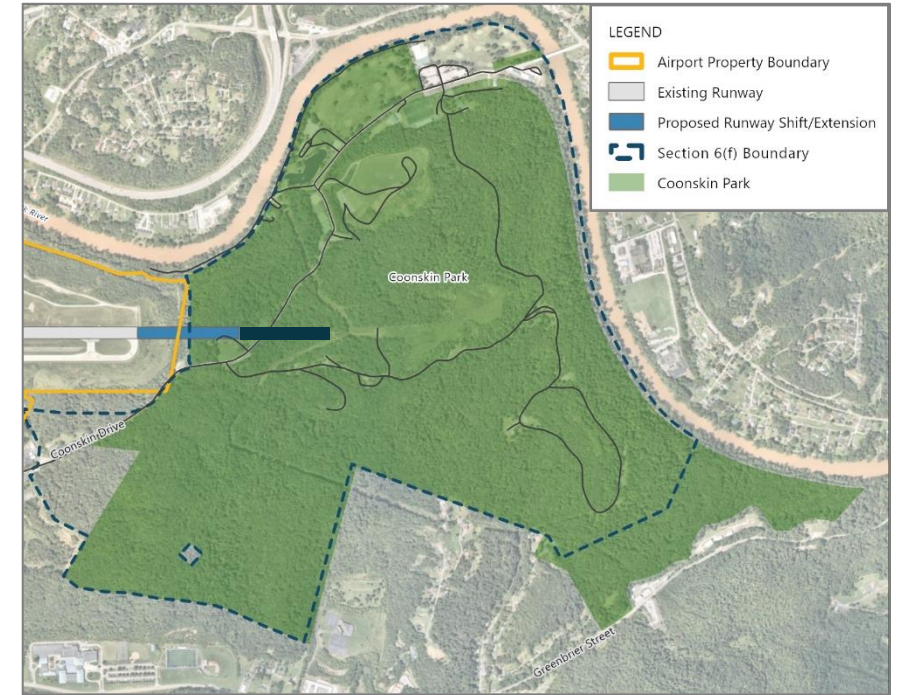 LEGEND
Airport Property Boundary
Existing Runway
Proposed Runway Shift/Extension
Section 6(f) Boundary
Coonskin Park
River
Coonskin Park
Coonskin Drive
Greenbrier Street